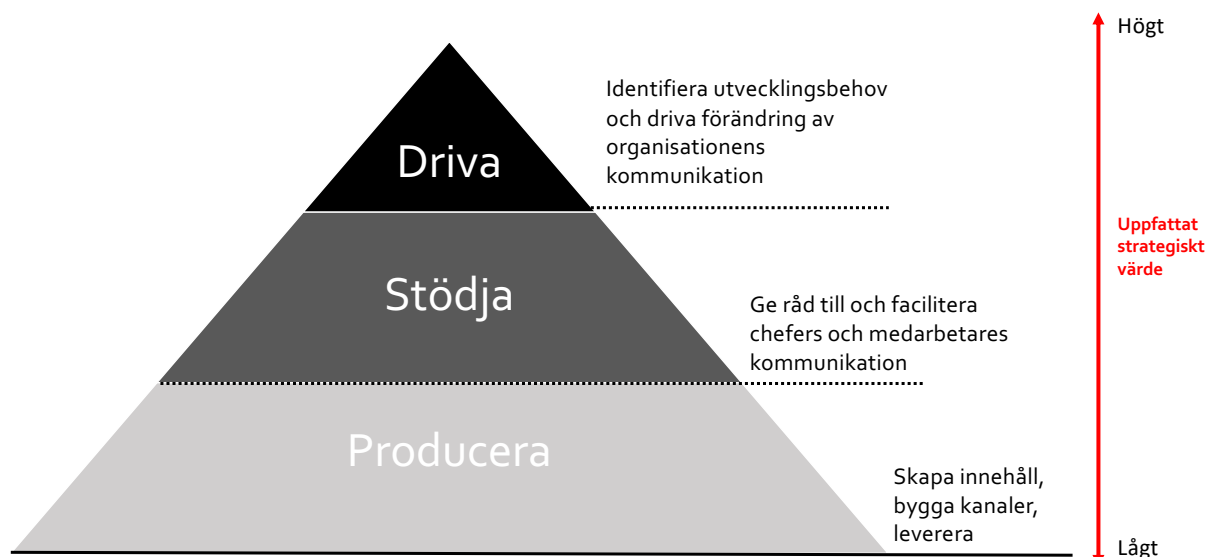 Högt
Identifiera utvecklingsbehov
och driva förändring av
organisationens
kommunikation
Driva
Uppfattat
strategiskt
värde
Stödja
Ge råd till och facilitera
chefers och medarbetares
kommunikation
Producera
Skapa innehåll,
bygga kanaler,
leverera
Lågt